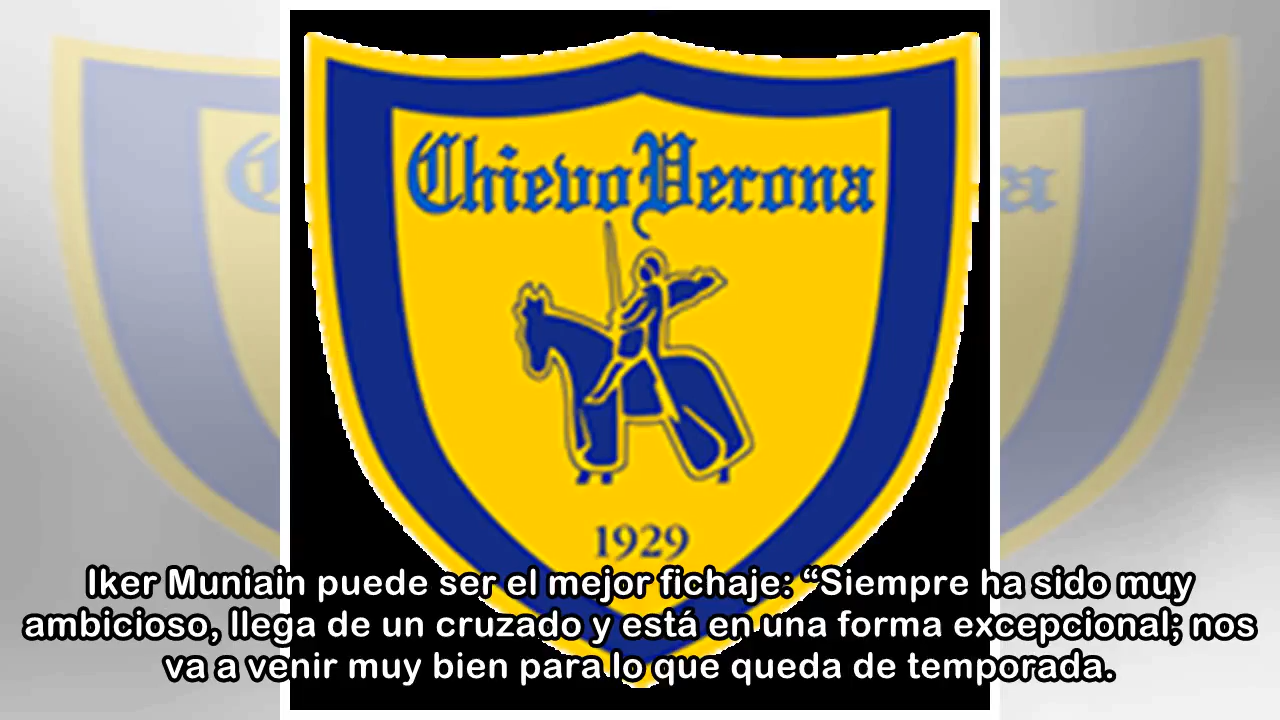 ChievoVerona
1929
Iker Muniain puede ser el mejor fichaje: “Siempre ha sido muy
ambicioso, llega de un cruzado y está en una forma excepcional; nos
va a venir muy bien para lo que queda de temporada.